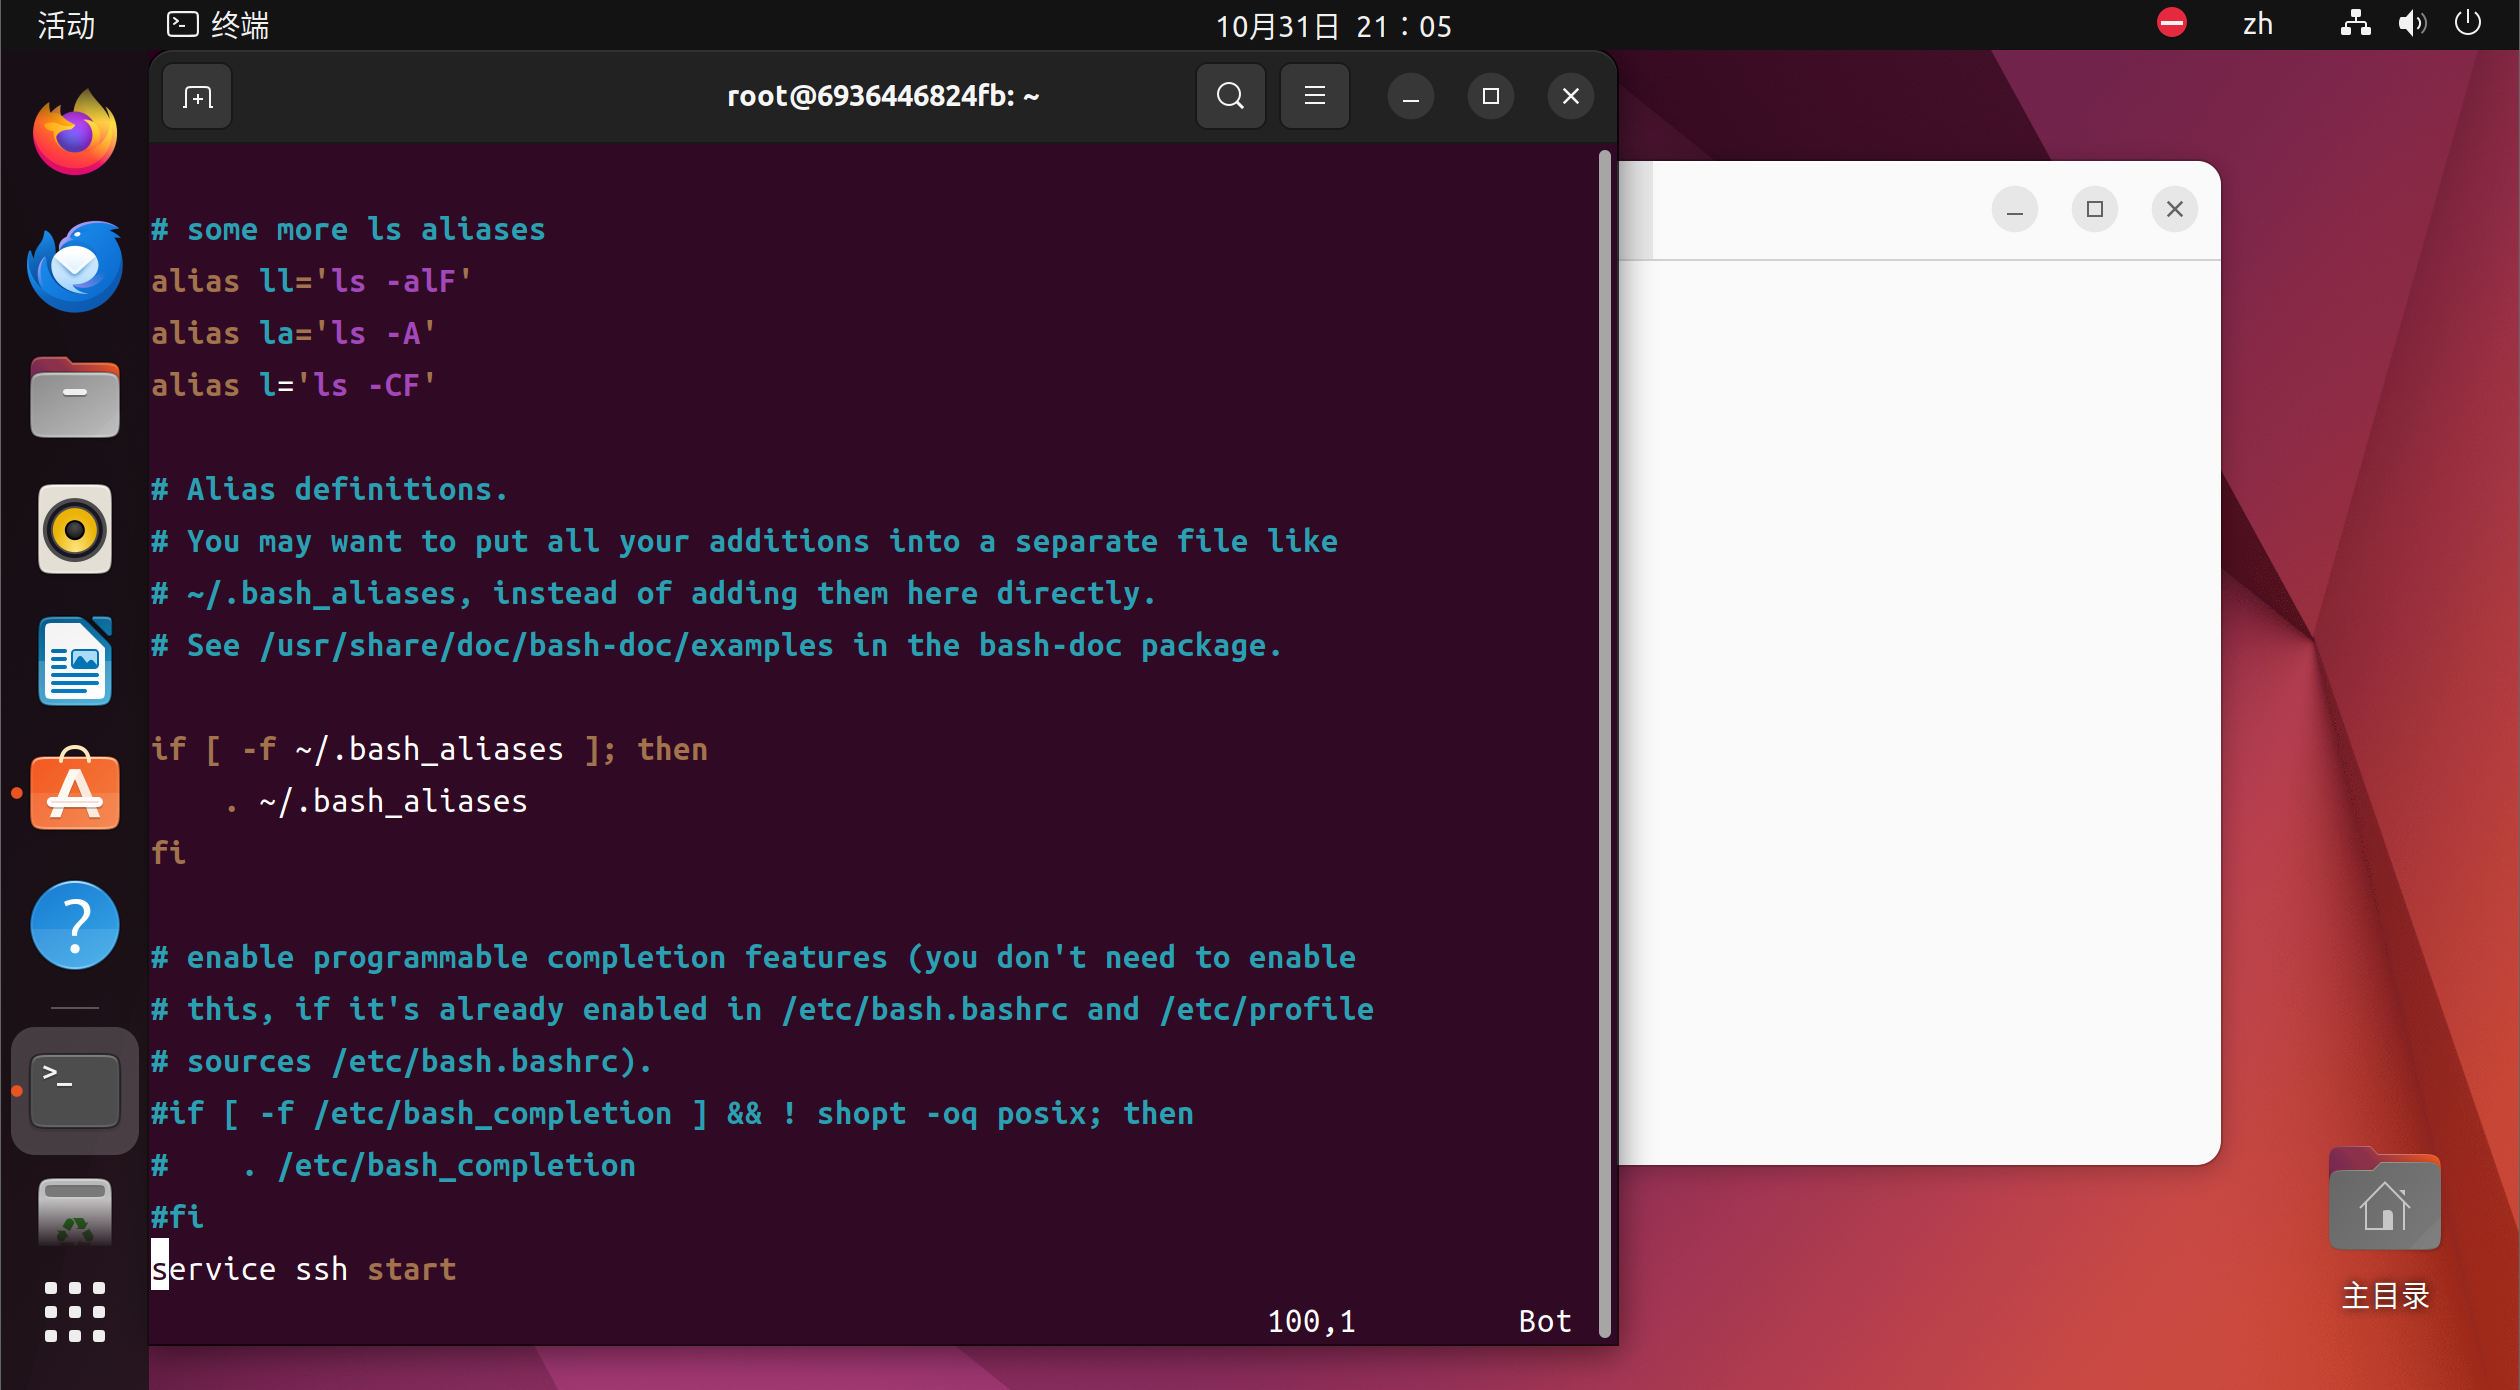 活动
终端
10月31日 21：05
zh
root@6936446824fb: ~
# some more ls aliases
alias ll='ls -alF'
alias la='ls -A'
alias l='ls -CF'
# Alias definitions.
# You may want to put all your additions into a separate file like
# ~/.bash_aliases, instead of adding them here directly.
# See /usr/share/doc/bash-doc/examples in the bash-doc package.
if [ -f ~/.bash_aliases ]; then
    . ~/.bash_aliases
fi
# enable programmable completion features (you don't need to enable
# this, if it's already enabled in /etc/bash.bashrc and /etc/profile
# sources /etc/bash.bashrc).
#if [ -f /etc/bash_completion ] && ! shopt -oq posix; then
#    . /etc/bash_completion
#fi
service ssh start
100,1 Bot
主目录